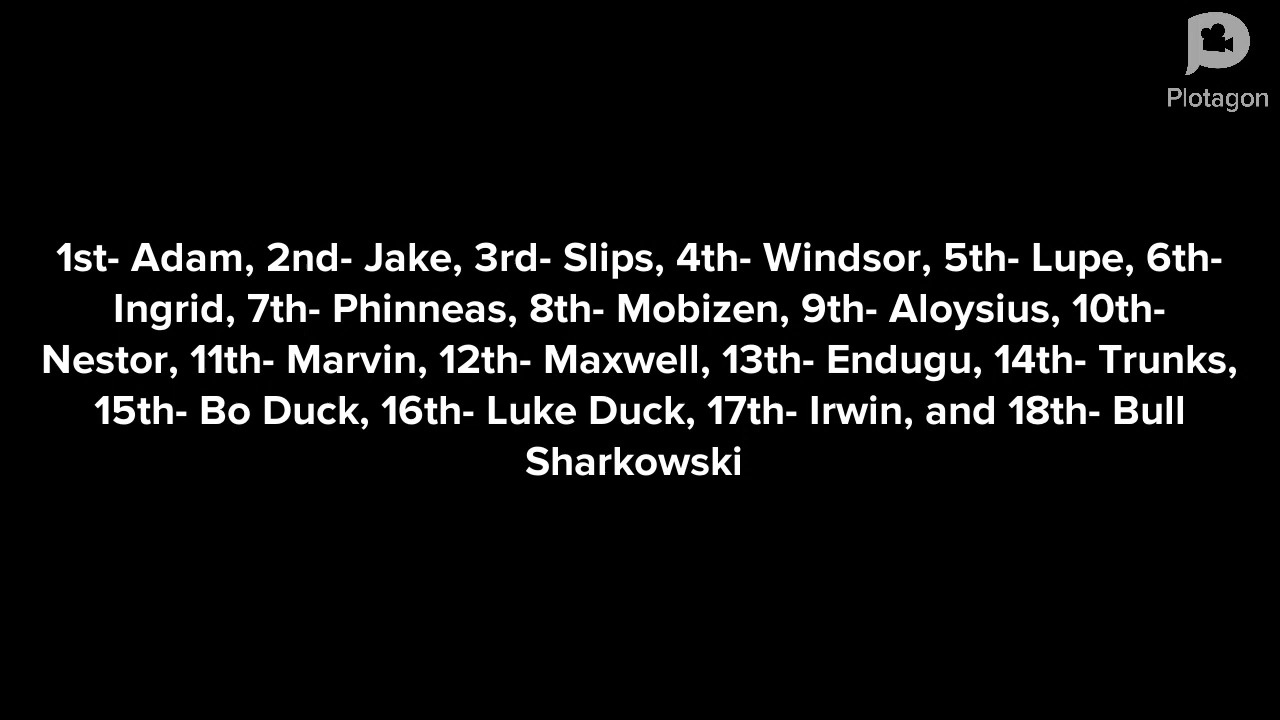 Plotagon
1st- Adam, 2nd- Jake, 3rd- Slips, 4th- Windsor, 5th- Lupe, 6th-
Ingrid, 7th- Phinneas, 8th- Mobizen, 9th- Aloysius, 10th-
Nestor, 11th- Marvin, 12th- Maxwell, 13th- Endugu, 14th- Trunks,
15th- Bo Duck, 16th- Luke Duck, 17th- Irwin, and 18th- Bull
Sharkowski